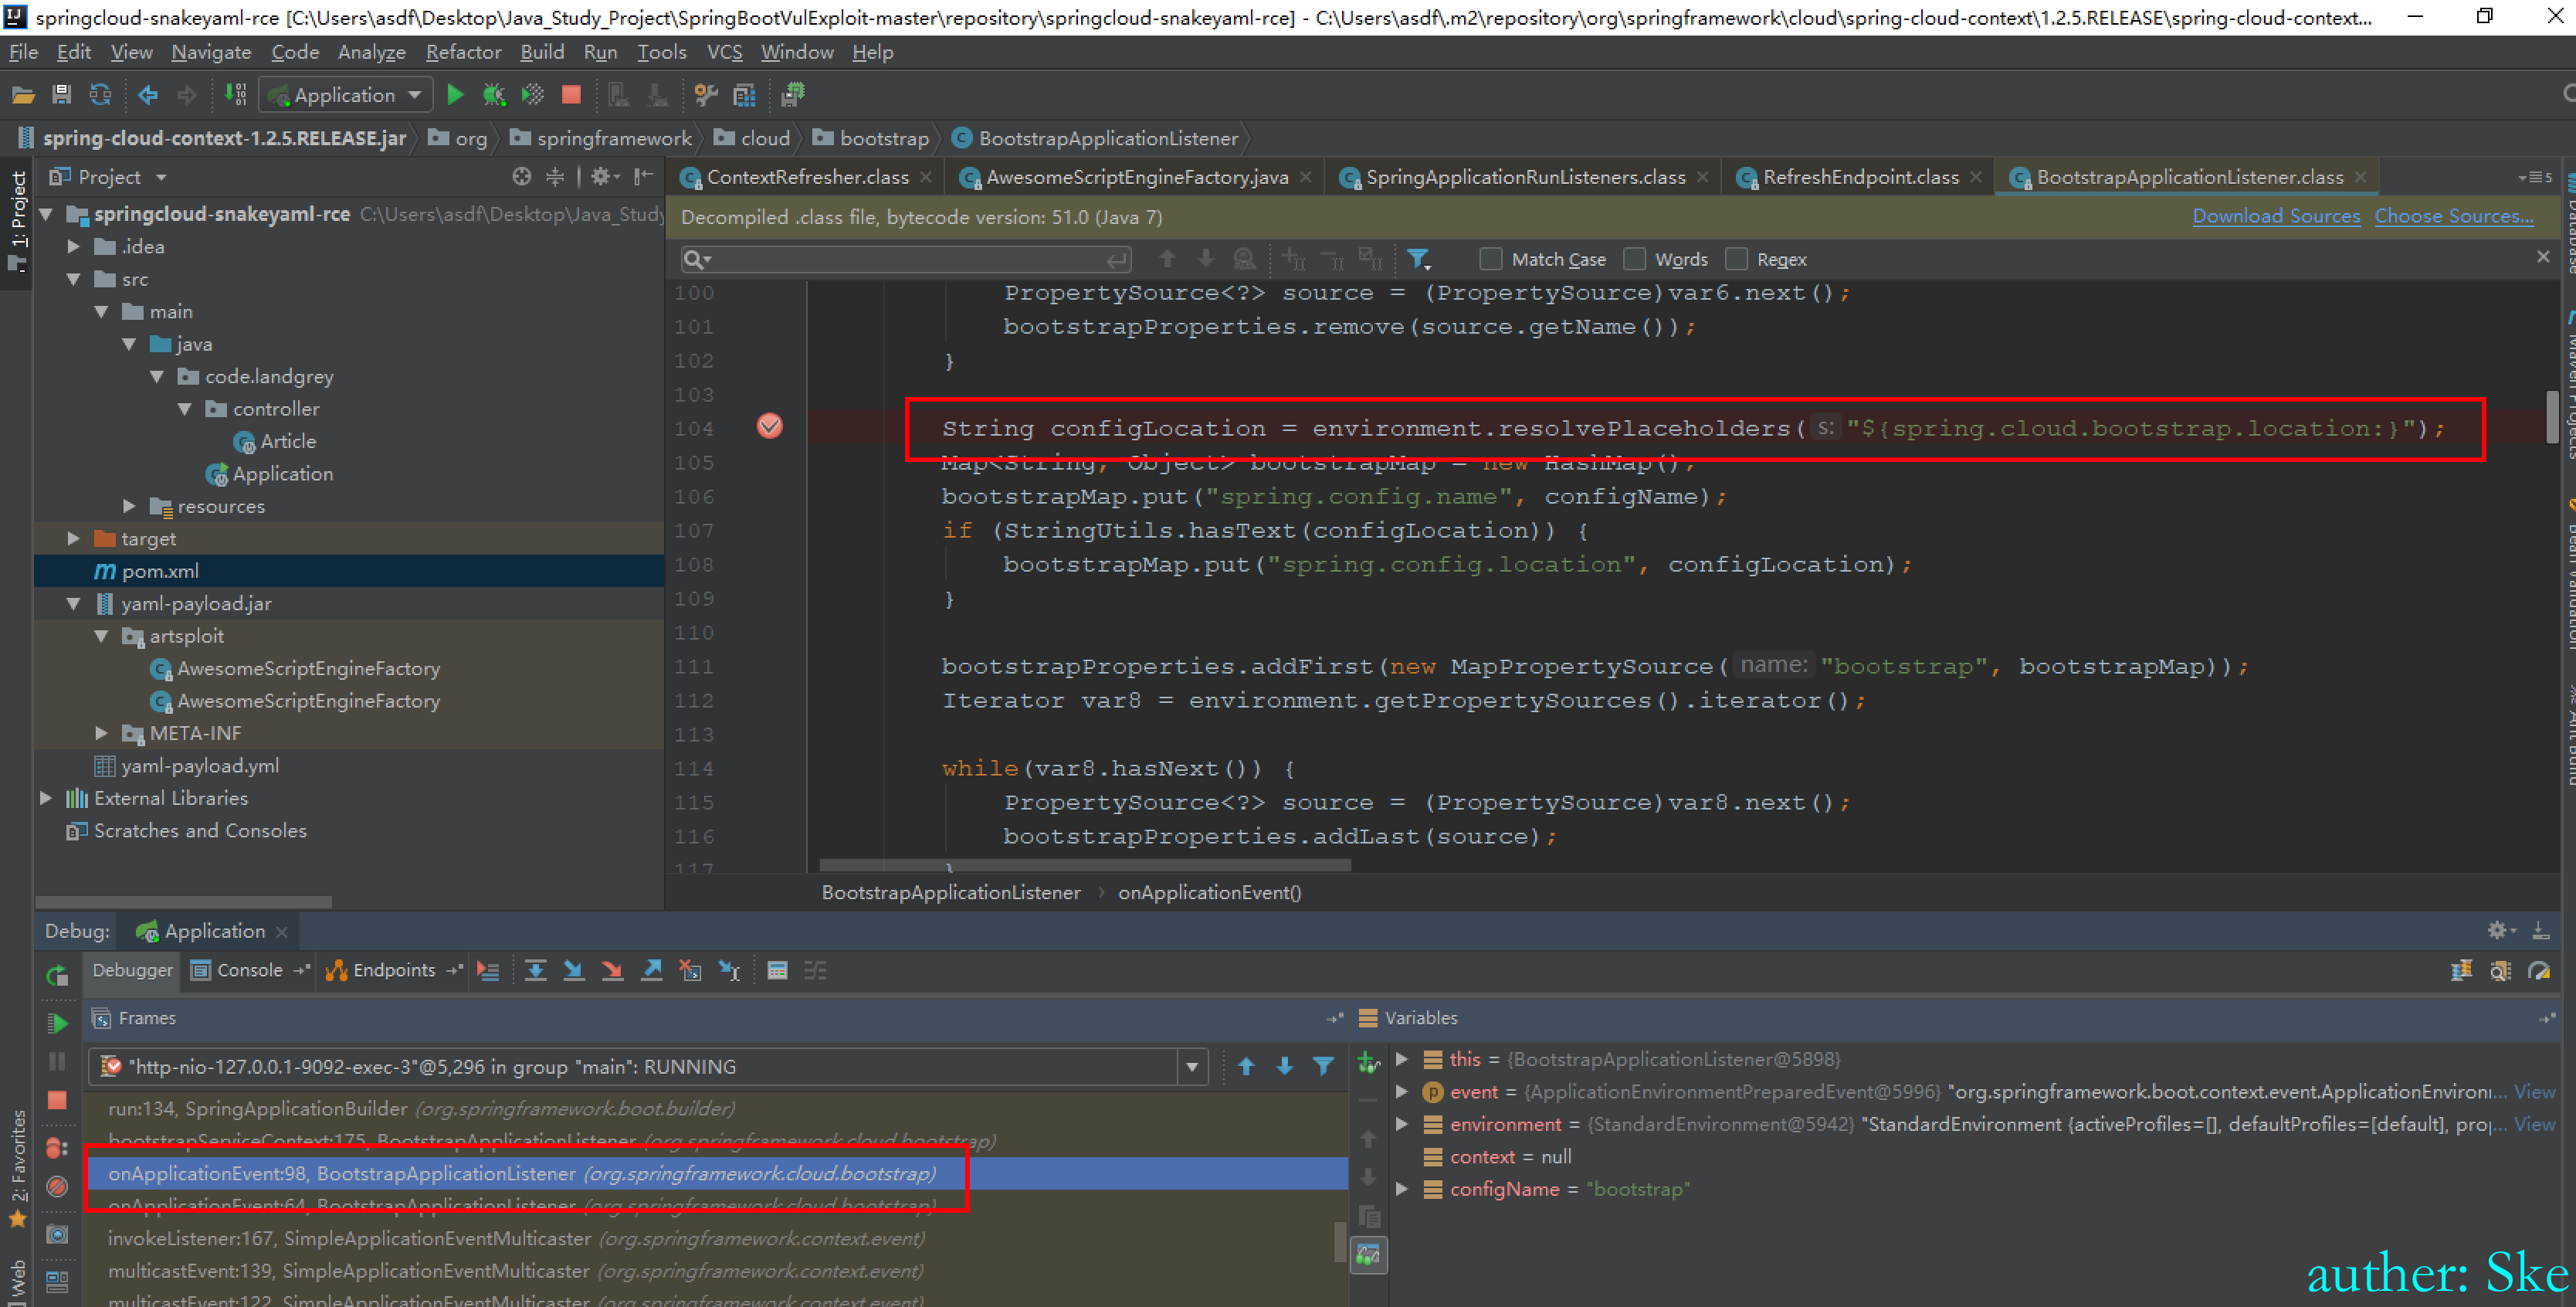 springcloud-snakeyaml-rce [C:\Users\asdf\Desktop\Java_Study_Project\SpringBootVulExploit-master\repository\springcloud-snakeyaml-rce] - C:\Users\asdf\.m2\repository\org\springframework\cloud\spring-cloud-context\1.2.5.RELEASE\spring-cloud-context...
File Edit View Navigate Code Analyze Refactor Build Run Tools VCS Window Help
Application
spring-cloud-context-1.2.5.RELEASE.jar org springframework cloud bootstrap BootstrapApplicationListener
1: Project
Project
ContextRefresher.class AwesomeScriptEngineFactory.java SpringApplicationRunListeners.class RefreshEndpoint.class BootstrapApplicationListener.class 5
springcloud-snakeyaml-rce C:\Users\asdf\Desktop\Java_Study
.idea
src
main
java
code.landgrey
controller
Article
Application
resources
target
pom.xml
yaml-payload.jar
artsploit
AwesomeScriptEngineFactory
AwesomeScriptEngineFactory
META-INF
yaml-payload.yml
External Libraries
Scratches and Consoles
Decompiled .class file, bytecode version: 51.0 (Java 7) Download Sources Choose Sources...
Match Case Words Regex
100 PropertySource<?> source = (PropertySource)var6.next();
101 bootstrapProperties.remove(source.getName());
102 }
103
104 String configLocation = environment.resolvePlaceholders( s: "${spring.cloud.bootstrap.location:}");
105 Map<String, Object> bootstrapMap = new HashMap();
106 bootstrapMap.put("spring.config.name", configName);
107 if (StringUtils.hasText(configLocation)) {
108 bootstrapMap.put("spring.config.location", configLocation);
109 }
110
111 bootstrapProperties.addFirst(new MapPropertySource( name: "bootstrap", bootstrapMap));
112 Iterator var8 = environment.getPropertySources().iterator();
113
114 while(var8.hasNext()) {
115 PropertySource<?> source = (PropertySource)var8.next();
116 bootstrapProperties.addLast(source);
117 }
BootstrapApplicationListener › onApplicationEvent()
Database
Maven Projects
Bean Validation
Ant Build
Debug: Application
Debugger Console Endpoints
Frames
"http-nio-127.0.0.1-9092-exec-3"@5,296 in group "main": RUNNING
run:134, SpringApplicationBuilder (org.springframework.boot.builder)
bootstrapServiceContext:175, BootstrapApplicationListener (org.springframework.cloud.bootstrap)
onApplicationEvent:98, BootstrapApplicationListener (org.springframework.cloud.bootstrap)
onApplicationEvent:64, BootstrapApplicationListener (org.springframework.cloud.bootstrap)
invokeListener:167, SimpleApplicationEventMulticaster (org.springframework.context.event)
multicastEvent:139, SimpleApplicationEventMulticaster (org.springframework.context.event)
multicastEvent:122, SimpleApplicationEventMulticaster (org.springframework.context.event)
Variables
this = {BootstrapApplicationListener@5898}
event = {ApplicationEnvironmentPreparedEvent@5996} "org.springframework.boot.context.event.ApplicationEnviron... View
environment = {StandardEnvironment@5942} "StandardEnvironment {activeProfiles=[], defaultProfiles=[default], pro... View
context = null
configName = "bootstrap"
2: Favorites
Web
auther: Ske